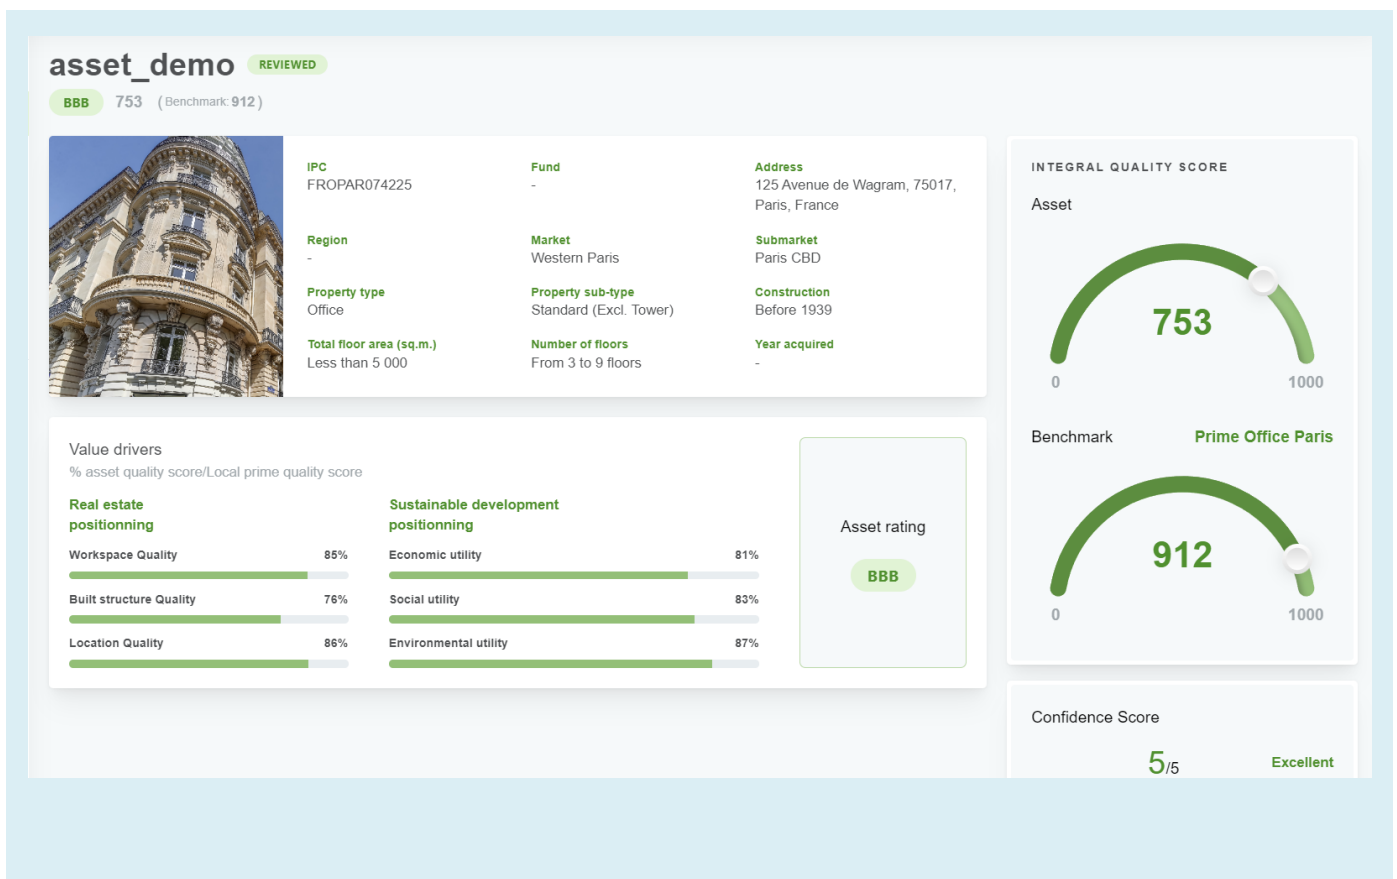 asset_demo REVIEWED
BBB 753 ( Benchmark: 912 )
IPC
FROPAR074225
Fund
-
Address
125 Avenue de Wagram, 75017,
Paris, France
Region
-
Market
Western Paris
Submarket
Paris CBD
Property type
Office
Property sub-type
Standard (Excl. Tower)
Construction
Before 1939
Total floor area (sq.m.)
Less than 5 000
Number of floors
From 3 to 9 floors
Year acquired
-
Value drivers
% asset quality score/Local prime quality score
Real estate
positionning
Workspace Quality 85%
Built structure Quality 76%
Location Quality 86%
Sustainable development
positionning
Economic utility 81%
Social utility 83%
Environmental utility 87%
Asset rating
BBB
INTEGRAL QUALITY SCORE
Asset
753
0 1000
Benchmark Prime Office Paris
912
0 1000
Confidence Score
5/5 Excellent